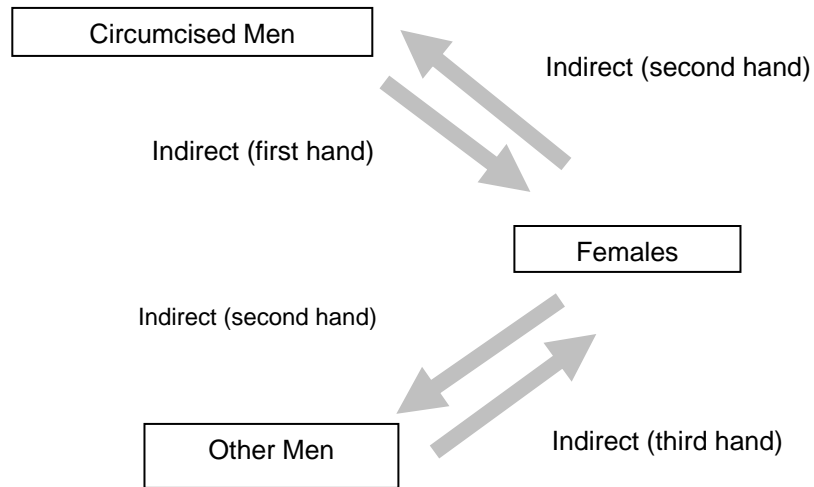 Circumcised Men
Indirect (second hand)
Indirect (first hand)
Females
Indirect (second hand)
Other Men
Indirect (third hand)